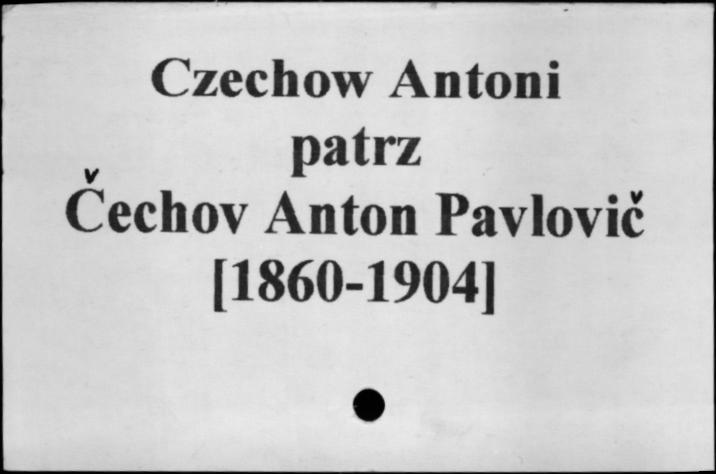 Czechow Antoni
patrz
Čechov Anton Pavlovič
[1860-1904]